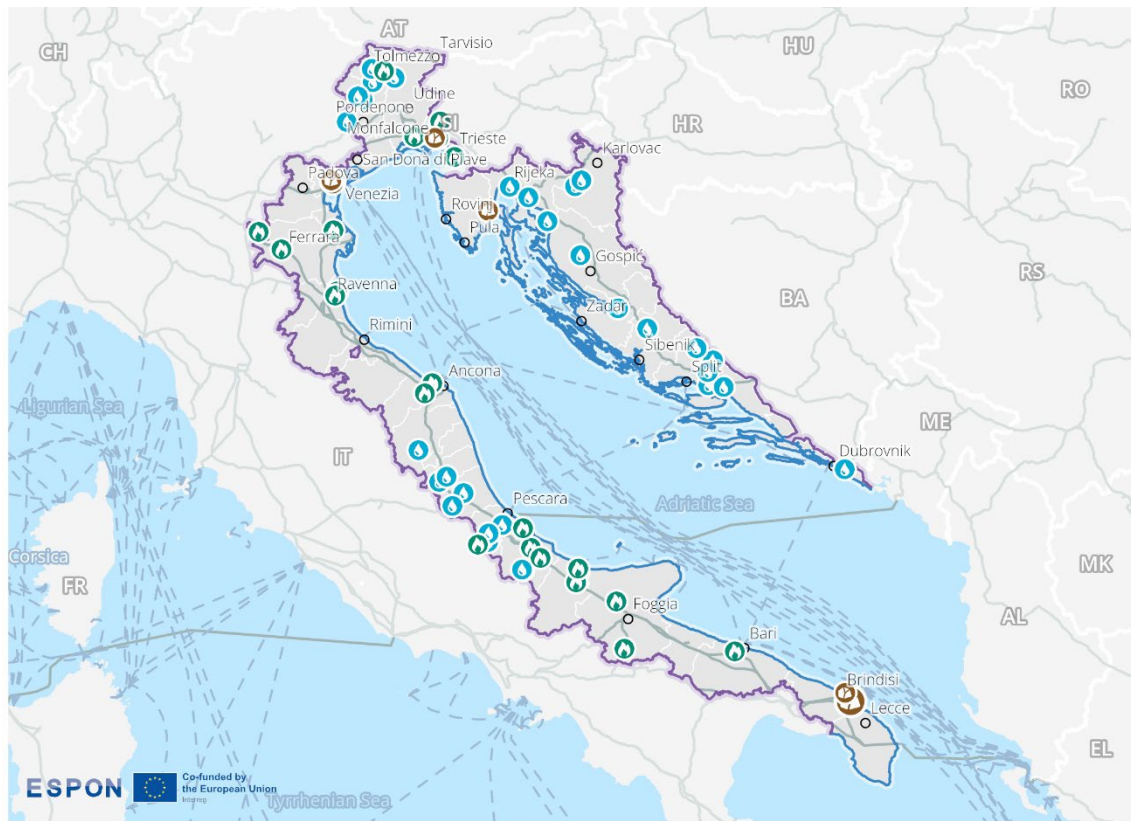 CH
AT
HU
RO
Tarvisio
Tolmezzo
Udine
Pordenone
SI
Monfalcone
Trieste
HR
Karlovac
San Dona di Piave
Padova
Venezia
Rijeka
Rovinj
Pula
Ferrara
Gospić
RS
BA
Ravenna
Zadar
Rimini
Sibenik
Split
Ancona
Ligurian Sea
ME
IT
Dubrovnik
Pescara
Adriatic Sea
Corsica
FR
MK
Foggia
AL
Bari
Brindisi
Lecce
EL
ESPON
Co-funded by
the European Union
Interreg
Tyrrhenian Sea